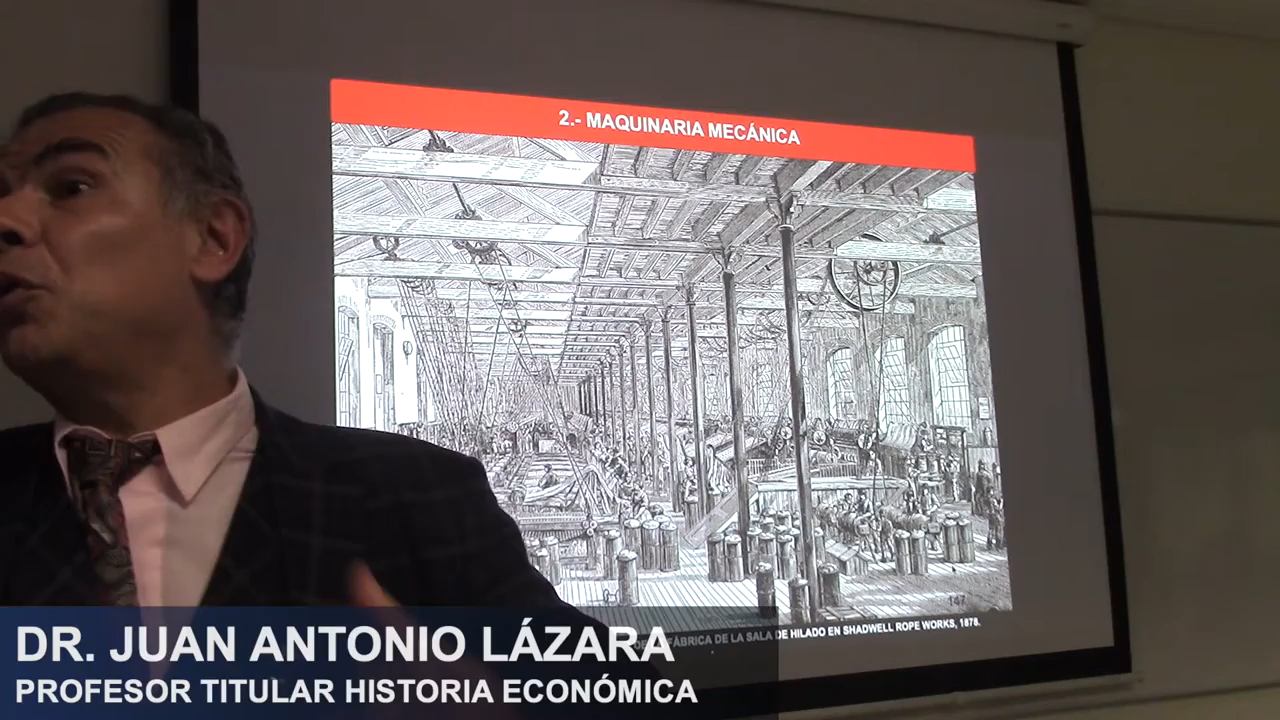 2.- MAQUINARIA MECÁNICA
147
FÁBRICA DE LA SALA DE HILADO EN SHADWELL ROPE WORKS, 1878.
DR. JUAN ANTONIO LÁZARA
PROFESOR TITULAR HISTORIA ECONÓMICA